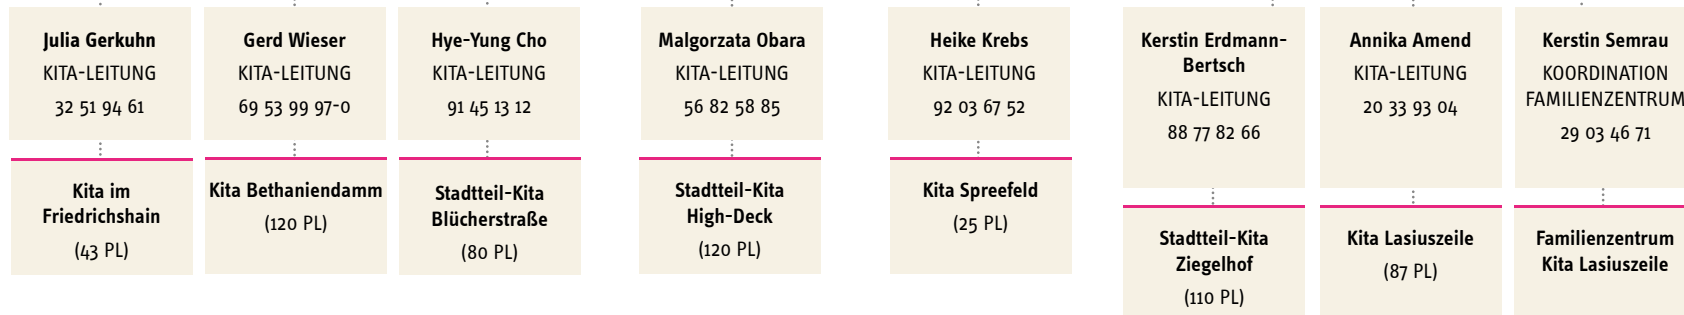 Julia Gerkuhn
KITA-LEITUNG
32 51 94 61
Kita im
Friedrichshain
(43 PL)
Gerd Wieser
KITA-LEITUNG
69 53 99 97-0
Kita Bethaniendamm
(120 PL)
Hye-Yung Cho
KITA-LEITUNG
91 45 13 12
Stadtteil-Kita
Blücherstraße
(80 PL)
Malgorzata Obara
KITA-LEITUNG
56 82 58 85
Stadtteil-Kita
High-Deck
(120 PL)
Heike Krebs
KITA-LEITUNG
92 03 67 52
Kita Spreefeld
(25 PL)
Kerstin Erdmann-
Bertsch
KITA-LEITUNG
88 77 82 66
Stadtteil-Kita
Ziegelhof
(110 PL)
Annika Amend
KITA-LEITUNG
20 33 93 04
Kita Lasiuszeile
(87 PL)
Kerstin Semrau
KOORDINATION
FAMILIENZENTRUM
29 03 46 71
Familienzentrum
Kita Lasiuszeile